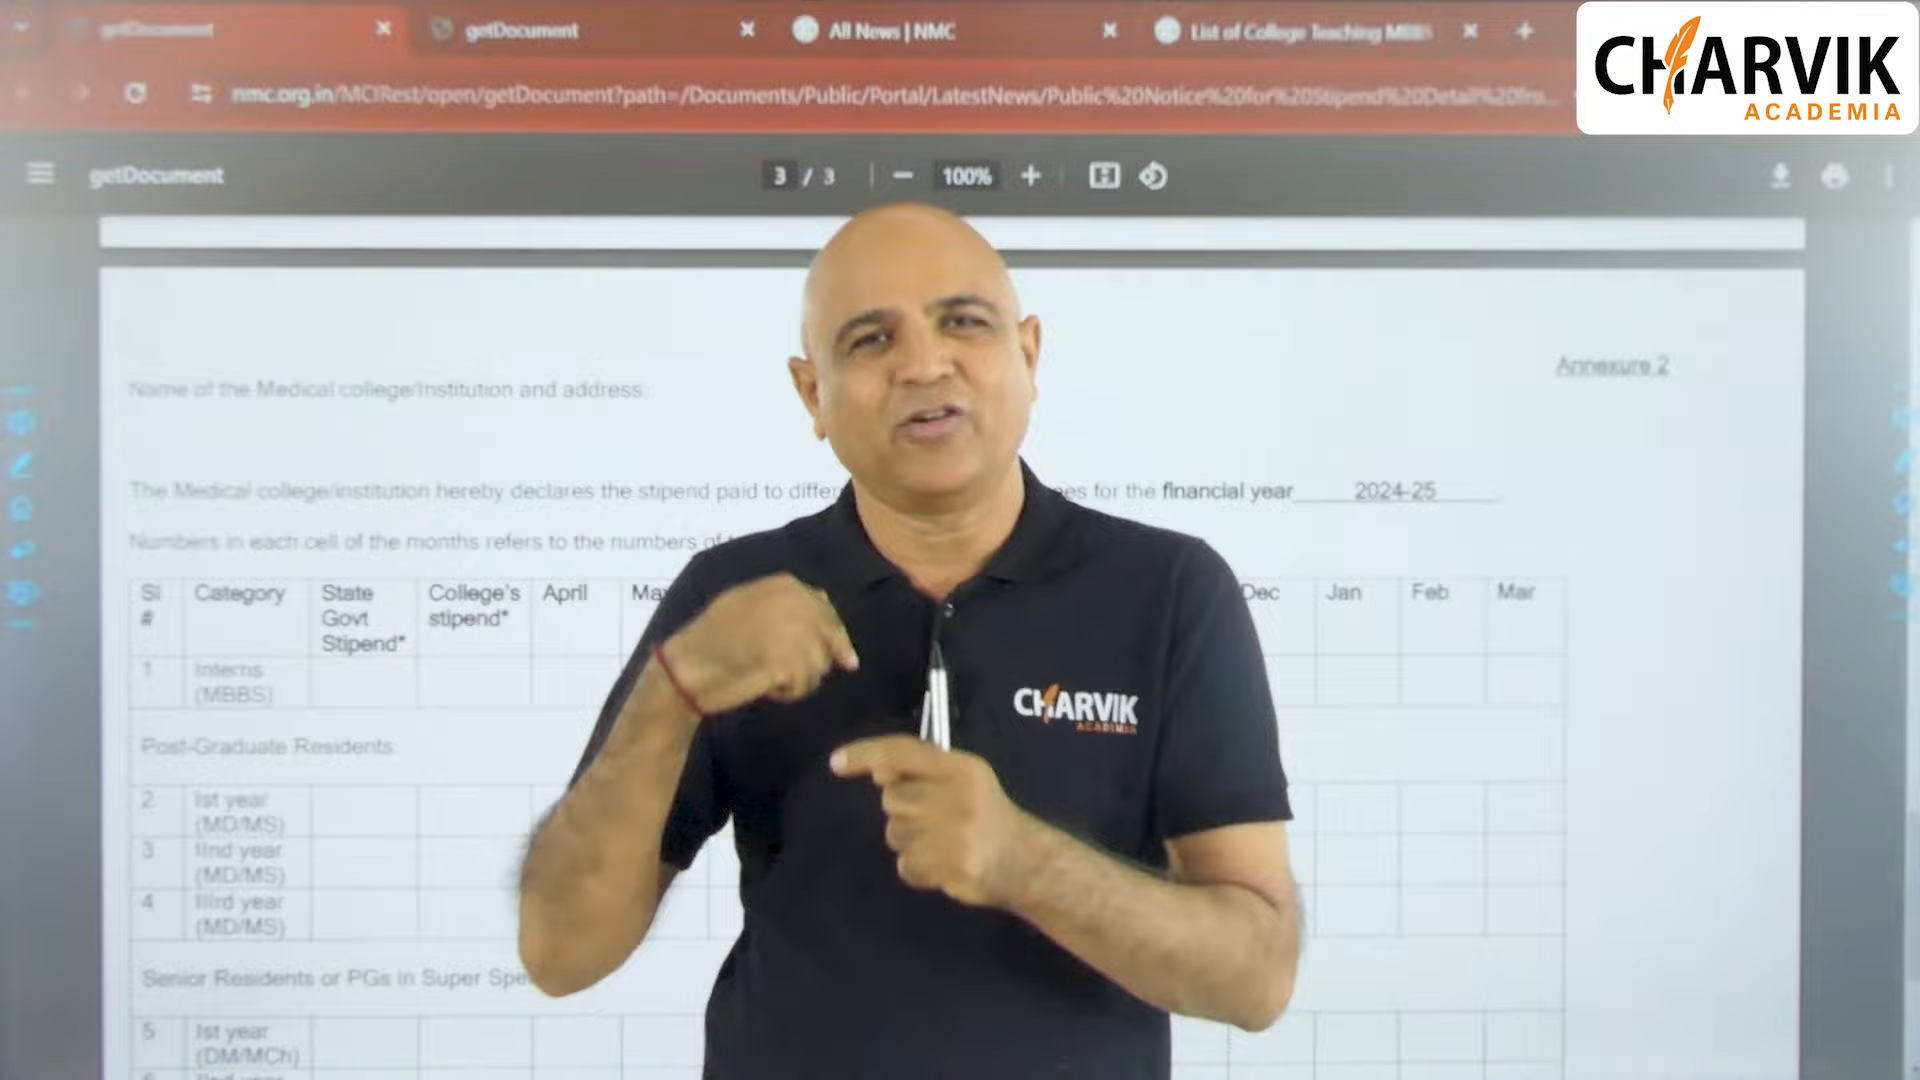 getDocument
getDocument
All News | NMC
List of College Teaching MBBS
nmc.org.in/MCIRest/open/getDocument?path=/Documents/Public/Portal/LatestNews/Public%20Notice%20for%20Stipend%20Detail%20fro...
CHARVIK
ACADEMIA
getDocument
3 / 3
100%
Annexure 2
Name of the Medical college/Institution and address:
The Medical college/institution hereby declares the stipend paid to differ es for the financial year 2024-25
Numbers in each cell of the months refers to the numbers of
Sl # Category State Govt Stipend* College's stipend* April May Dec Jan Feb Mar
1 Interns (MBBS)
Post-Graduate Residents:
2 Ist year (MD/MS)
3 IInd year (MD/MS)
4 IIIrd year (MD/MS)
Senior Residents or PGs in Super Spe
5 Ist year (DM/MCh)
CHARVIK
ACADEMIA